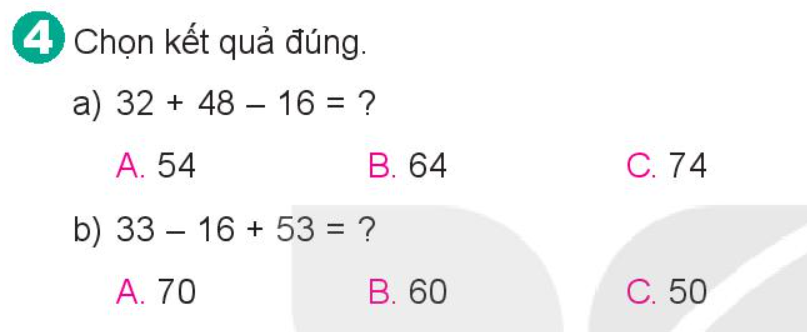 4 Chọn kết quả đúng.
a) 32 + 48 – 16 = ?
A. 54 B. 64 C. 74
b) 33 – 16 + 53 = ?
A. 70 B. 60 C. 50